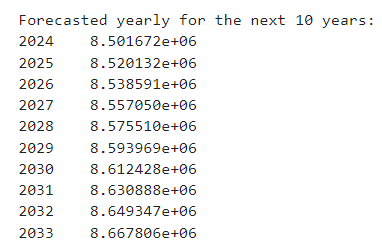 Forecasted yearly for the next 10 years:
2024    8.501672e+06
2025    8.520132e+06
2026    8.538591e+06
2027    8.557050e+06
2028    8.575510e+06
2029    8.593969e+06
2030    8.612428e+06
2031    8.630888e+06
2032    8.649347e+06
2033    8.667806e+06